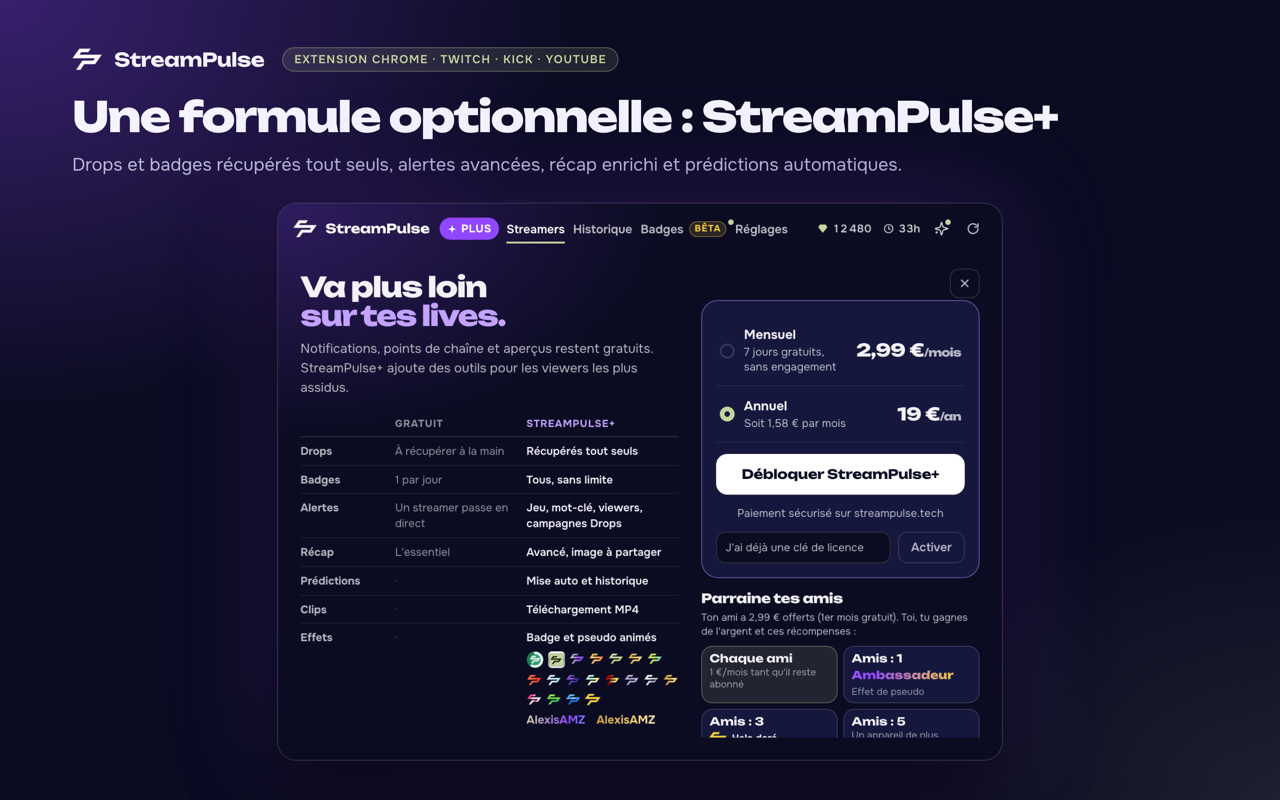 StreamPulse
EXTENSION CHROME · TWITCH · KICK · YOUTUBE
Une formule optionnelle : StreamPulse+
Drops et badges récupérés tout seuls, alertes avancées, récap enrichi et prédictions automatiques.
StreamPulse
+ PLUS
Streamers
Historique
Badges
BÊTA
Réglages
12 480
33h
Va plus loin
sur tes lives.
Notifications, points de chaîne et aperçus restent gratuits.
StreamPulse+ ajoute des outils pour les viewers les plus
assidus.
GRATUIT STREAMPULSE+
Drops À récupérer à la main Récupérés tout seuls
Badges 1 par jour Tous, sans limite
Alertes Un streamer passe en direct Jeu, mot-clé, viewers, campagnes Drops
Récap L'essentiel Avancé, image à partager
Prédictions · Mise auto et historique
Clips · Téléchargement MP4
Effets · Badge et pseudo animés
AlexisAMZ AlexisAMZ
Mensuel
7 jours gratuits,
sans engagement
2,99 €/mois
Annuel
Soit 1,58 € par mois
19 €/an
Débloquer StreamPulse+
Paiement sécurisé sur streampulse.tech
J'ai déjà une clé de licence
Activer
Parraine tes amis
Ton ami a 2,99 € offerts (1er mois gratuit). Toi, tu gagnes
de l'argent et ces récompenses :
Chaque ami
1 €/mois tant qu'il reste
abonné
Amis : 1
Ambassadeur
Effet de pseudo
Amis : 3
Halo doré
Amis : 5
Un appareil de plus